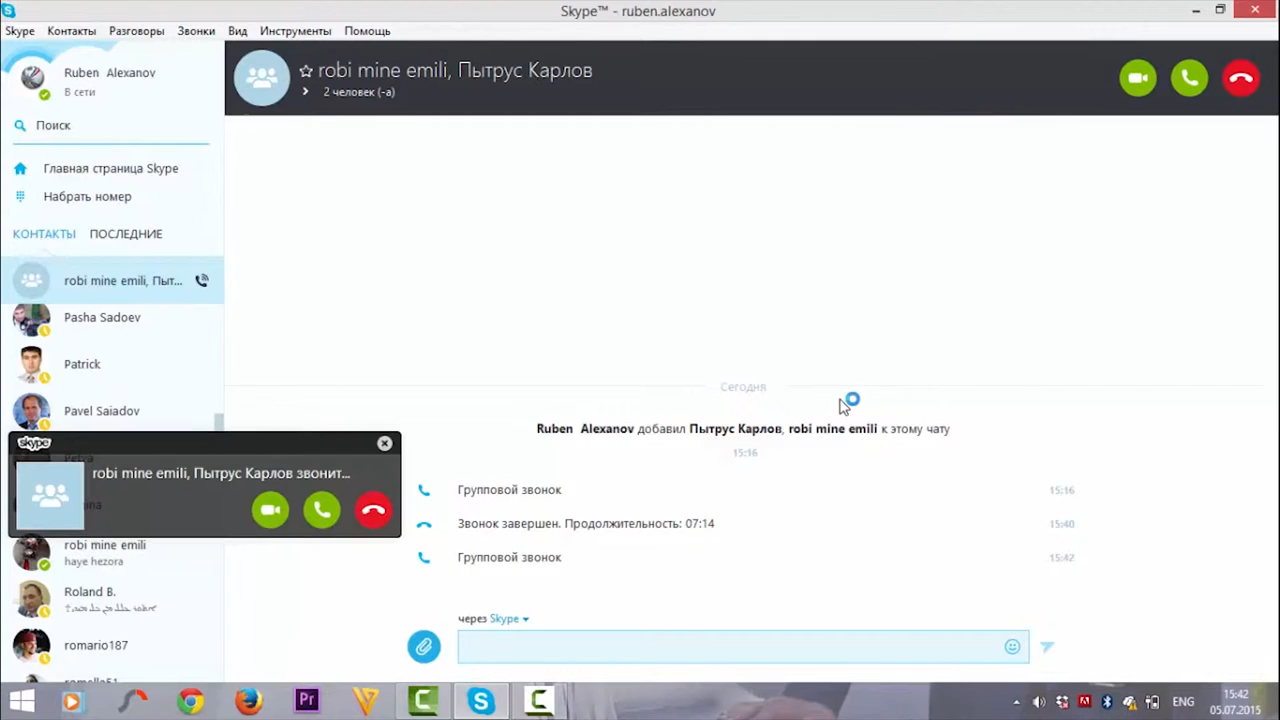 Skype™ - ruben.alexanov
Skype Контакты Разговоры Звонки Вид Инструменты Помощь
Ruben Alexanov
В сети
Поиск
Главная страница Skype
Набрать номер
КОНТАКТЫ ПОСЛЕДНИЕ
robi mine emili, Пыт...
Pasha Sadoev
Patrick
Pavel Saiadov
skype
robi mine emili, Пытрус Карлов звонит...
robi mine emili
haye hezora
Roland B.
romario187
robi mine emili, Пытрус Карлов
2 человек (-а)
Сегодня
Ruben Alexanov добавил Пытрус Карлов, robi mine emili к этому чату
15:16
Групповой звонок 15:16
Звонок завершен. Продолжительность: 07:14 15:40
Групповой звонок 15:42
через Skype
Pr
ENG
15:42
05.07.2015